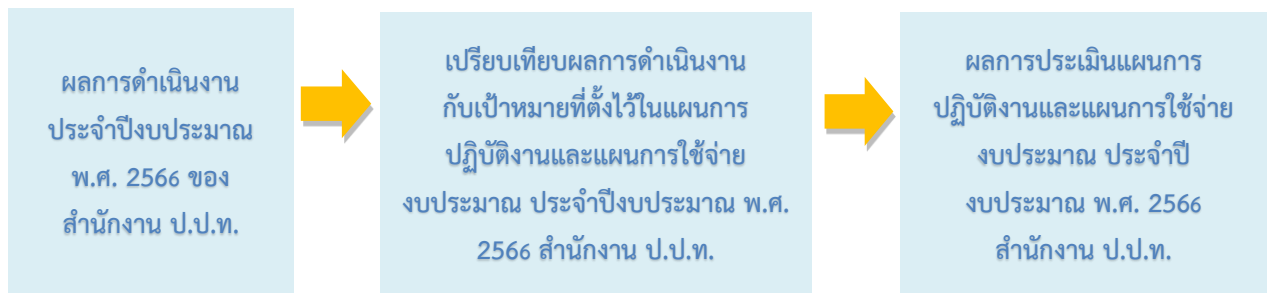 ผลการดำเนินงาน
ประจำปีงบประมาณ
พ.ศ. 2566 ของ
สำนักงาน ป.ป.ท.
เปรียบเทียบผลการดำเนินงาน
กับเป้าหมายที่ตั้งไว้ในแผนการ
ปฏิบัติงานและแผนการใช้จ่าย
งบประมาณ ประจำปีงบประมาณ พ.ศ.
2566 สำนักงาน ป.ป.ท.
ผลการประเมินแผนการ
ปฏิบัติงานและแผนการใช้จ่าย
งบประมาณ ประจำปี
งบประมาณ พ.ศ. 2566
สำนักงาน ป.ป.ท.